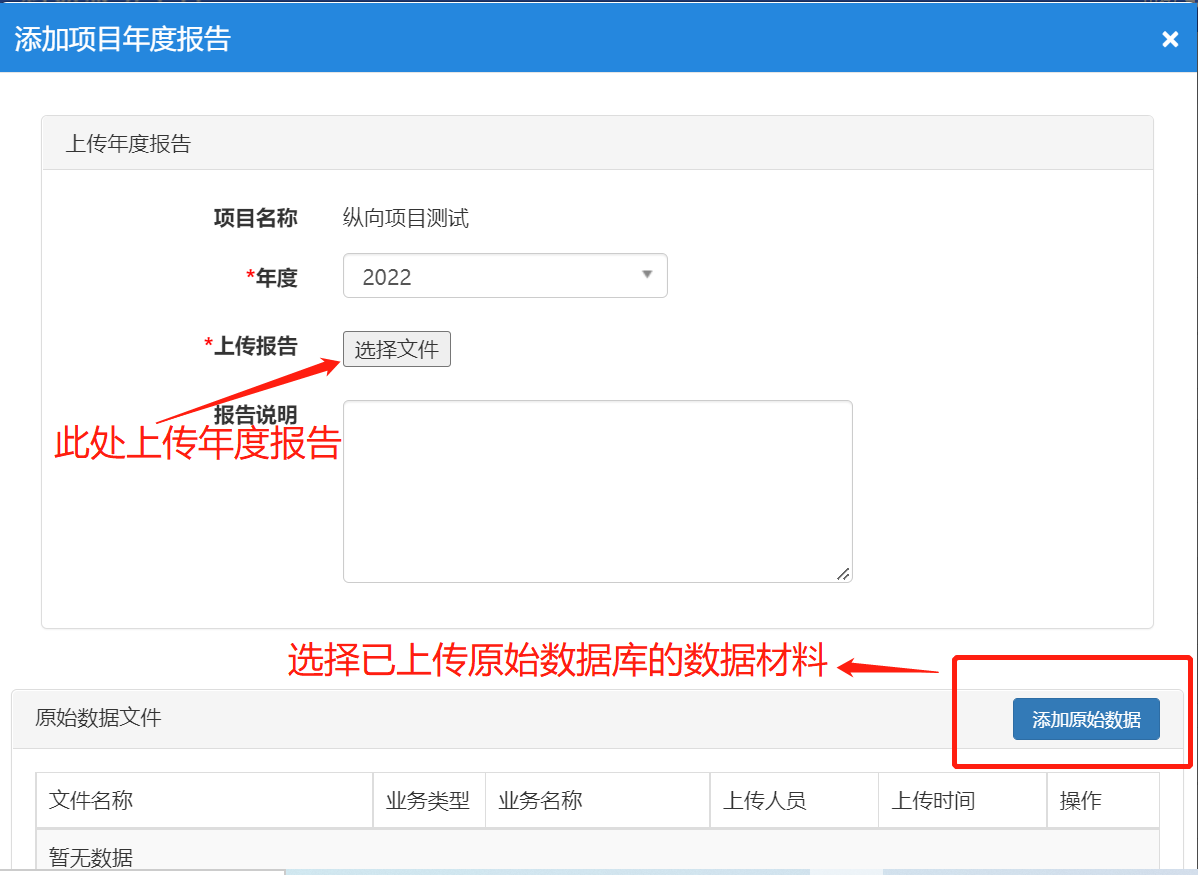 添加项目年度报告
上传年度报告
项目名称 纵向项目测试
*年度 2022
*上传报告 选择文件
报告说明
此处上传年度报告
选择已上传原始数据库的数据材料
原始数据文件 添加原始数据
文件名称 业务类型 业务名称 上传人员 上传时间 操作
暂无数据